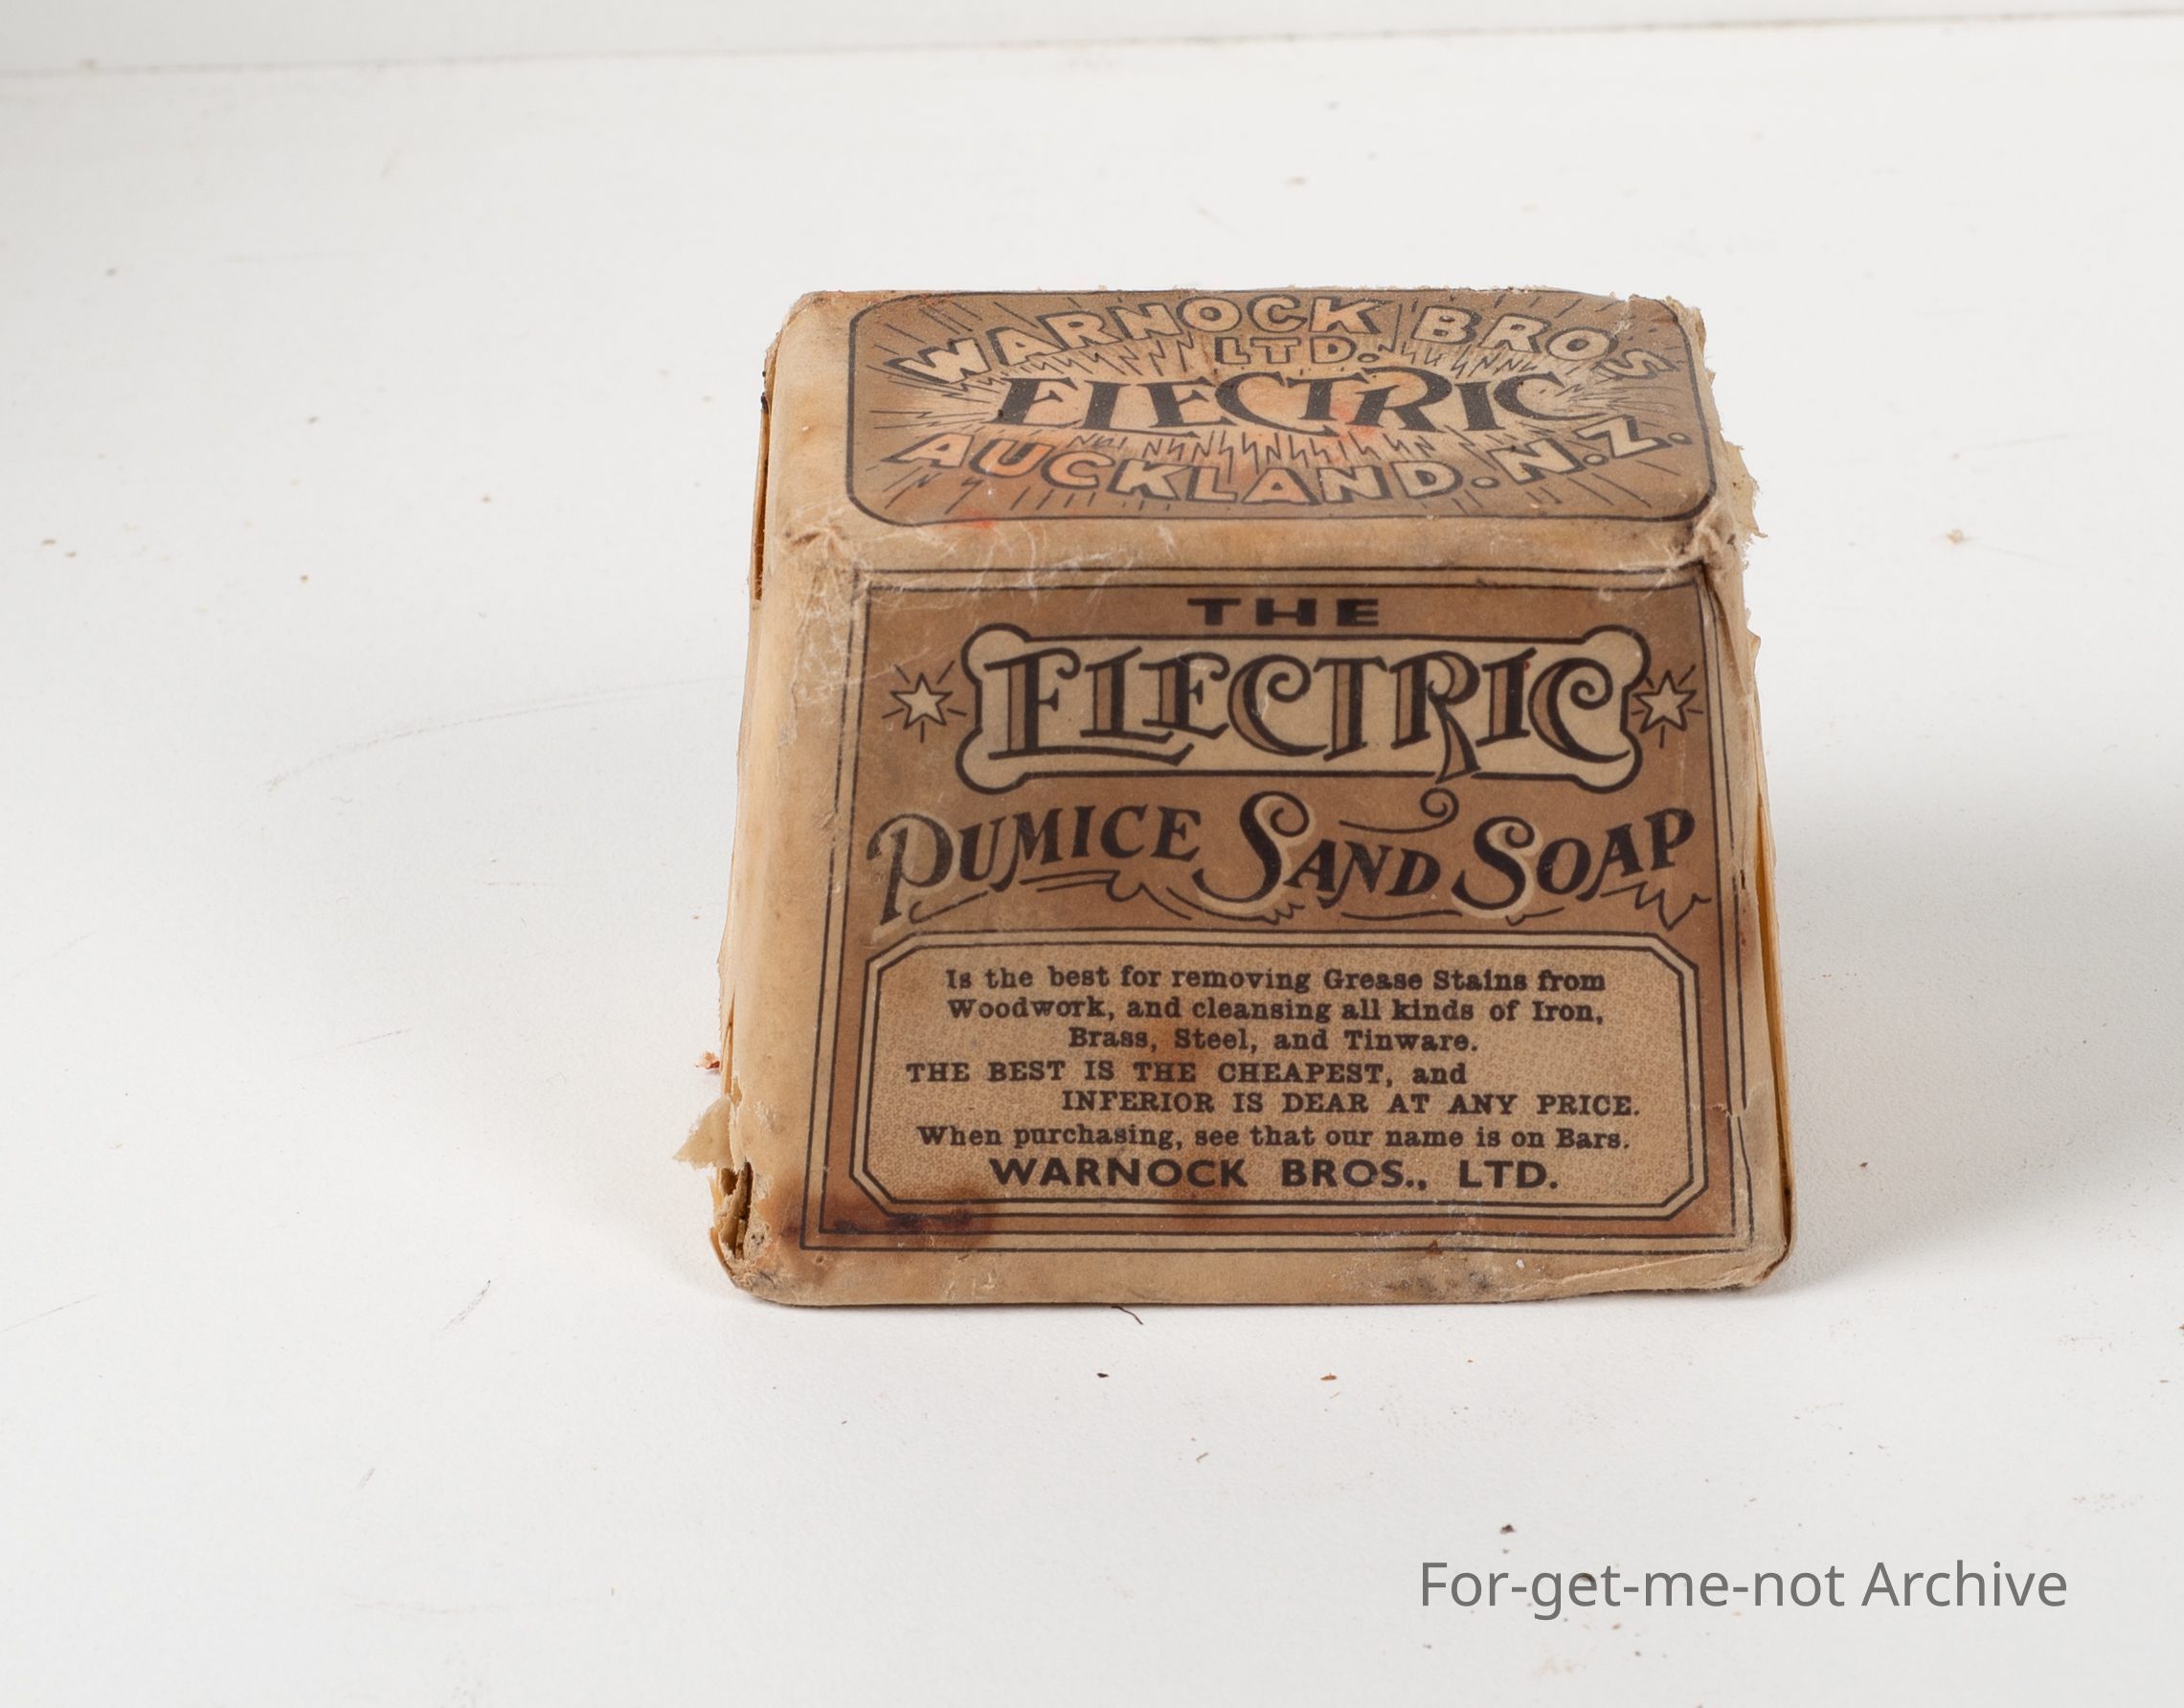 WARNOCK BROS
LTD.
ELECTRIC
AUCKLAND. N.Z.
THE
ELECTRIC
PUMICE SAND SOAP
Is the best for removing Grease Stains from
Woodwork, and cleansing all kinds of Iron,
Brass, Steel, and Tinware.
THE BEST IS THE CHEAPEST, and
INFERIOR IS DEAR AT ANY PRICE.
When purchasing, see that our name is on Bars.
WARNOCK BROS., LTD.
For-get-me-not Archive